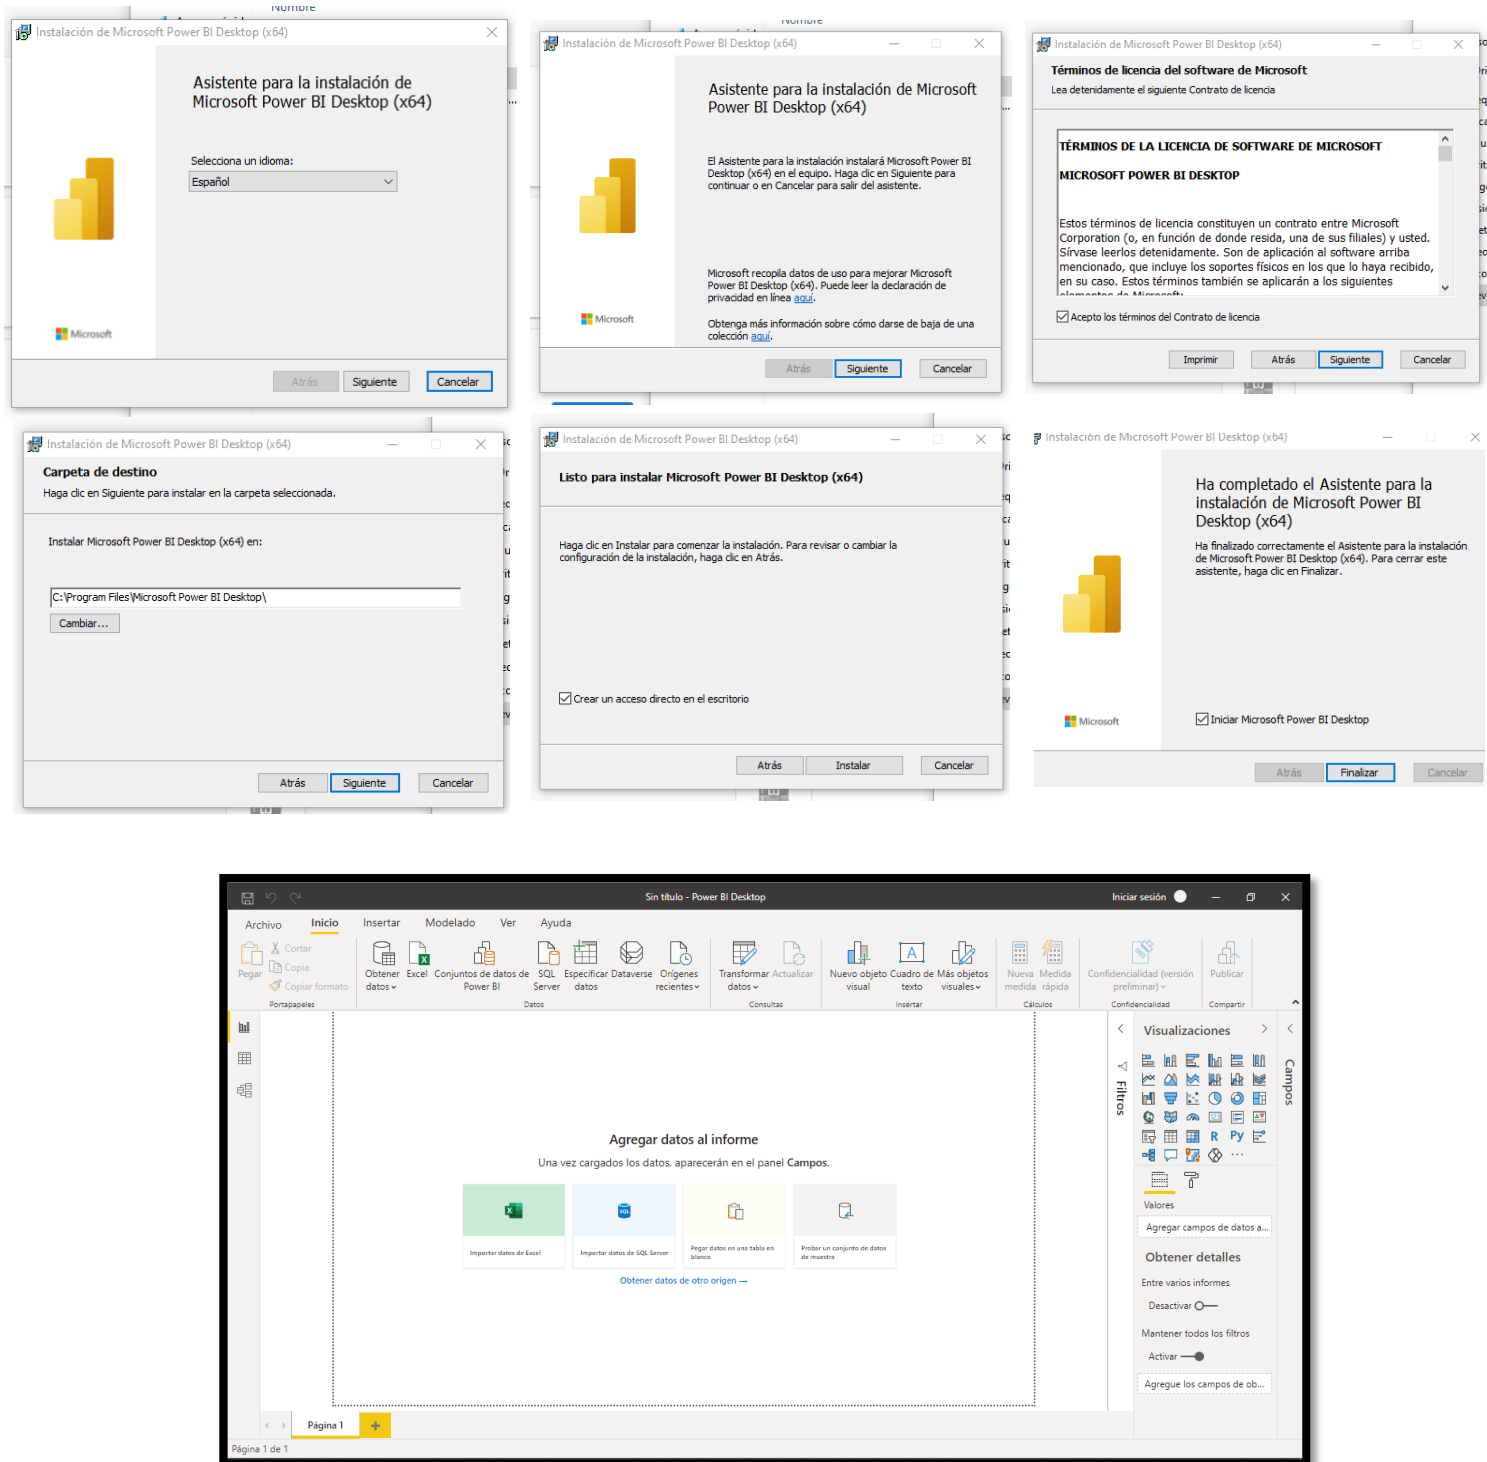 Nombre
Instalación de Microsoft Power BI Desktop (x64)
Asistente para la instalación de
Microsoft Power BI Desktop (x64)
Selecciona un idioma:
Español
Microsoft
Atrás
Siguiente
Cancelar
Nombre
Instalación de Microsoft Power BI Desktop (x64)
Asistente para la instalación de Microsoft
Power BI Desktop (x64)
El Asistente para la instalación instalará Microsoft Power BI
Desktop (x64) en el equipo. Haga clic en Siguiente para
continuar o en Cancelar para salir del asistente.
Microsoft recopila datos de uso para mejorar Microsoft
Power BI Desktop (x64). Puede leer la declaración de
privacidad en línea aquí.
Obtenga más información sobre cómo darse de baja de una
colección aquí.
Microsoft
Atrás
Siguiente
Cancelar
Instalación de Microsoft Power BI Desktop (x64)
Términos de licencia del software de Microsoft
Lea detenidamente el siguiente Contrato de licencia
TÉRMINOS DE LA LICENCIA DE SOFTWARE DE MICROSOFT
MICROSOFT POWER BI DESKTOP
Estos términos de licencia constituyen un contrato entre Microsoft
Corporation (o, en función de donde resida, una de sus filiales) y usted.
Sírvase leerlos detenidamente. Son de aplicación al software arriba
mencionado, que incluye los soportes físicos en los que lo haya recibido,
en su caso. Estos términos también se aplicarán a los siguientes
elementos de Microsoft:
Acepto los términos del Contrato de licencia
Imprimir
Atrás
Siguiente
Cancelar
Instalación de Microsoft Power BI Desktop (x64)
Carpeta de destino
Haga clic en Siguiente para instalar en la carpeta seleccionada.
Instalar Microsoft Power BI Desktop (x64) en:
C:\Program Files\Microsoft Power BI Desktop\
Cambiar...
Atrás
Siguiente
Cancelar
Instalación de Microsoft Power BI Desktop (x64)
Listo para instalar Microsoft Power BI Desktop (x64)
Haga clic en Instalar para comenzar la instalación. Para revisar o cambiar la
configuración de la instalación, haga clic en Atrás.
Crear un acceso directo en el escritorio
Atrás
Instalar
Cancelar
Instalación de Microsoft Power BI Desktop (x64)
Ha completado el Asistente para la
instalación de Microsoft Power BI
Desktop (x64)
Ha finalizado correctamente el Asistente para la instalación
de Microsoft Power BI Desktop (x64). Para cerrar este
asistente, haga clic en Finalizar.
Microsoft
Iniciar Microsoft Power BI Desktop
Atrás
Finalizar
Cancelar
Sin título - Power BI Desktop
Iniciar sesión
Archivo
Inicio
Insertar
Modelado
Ver
Ayuda
Pegar
Cortar
Copia
Copiar formato
Portapapeles
Obtener
datos
Excel
Conjuntos de datos de
Power BI
SQL
Server
Especificar
datos
Dataverse
Orígenes
recientes
Datos
Transformar
datos
Actualizar
Consultas
Nuevo objeto
visual
Cuadro de
texto
Más objetos
visuales
Insertar
Nueva
medida
Medida
rápida
Cálculos
Confidencialidad (versión
preliminar)
Confidencialidad
Publicar
Compartir
Agregar datos al informe
Una vez cargados los datos, aparecerán en el panel Campos.
Importar datos de Excel
SQL
Importar datos de SQL Server
Pegar datos en una tabla en
blanco
Probar un conjunto de datos
de muestra
Obtener datos de otro origen →
Filtros
Visualizaciones
R
Py
Valores
Agregar campos de datos a...
Obtener detalles
Entre varios informes
Desactivar
Mantener todos los filtros
Activar
Agregue los campos de ob...
Campos
Página 1
Página 1 de 1